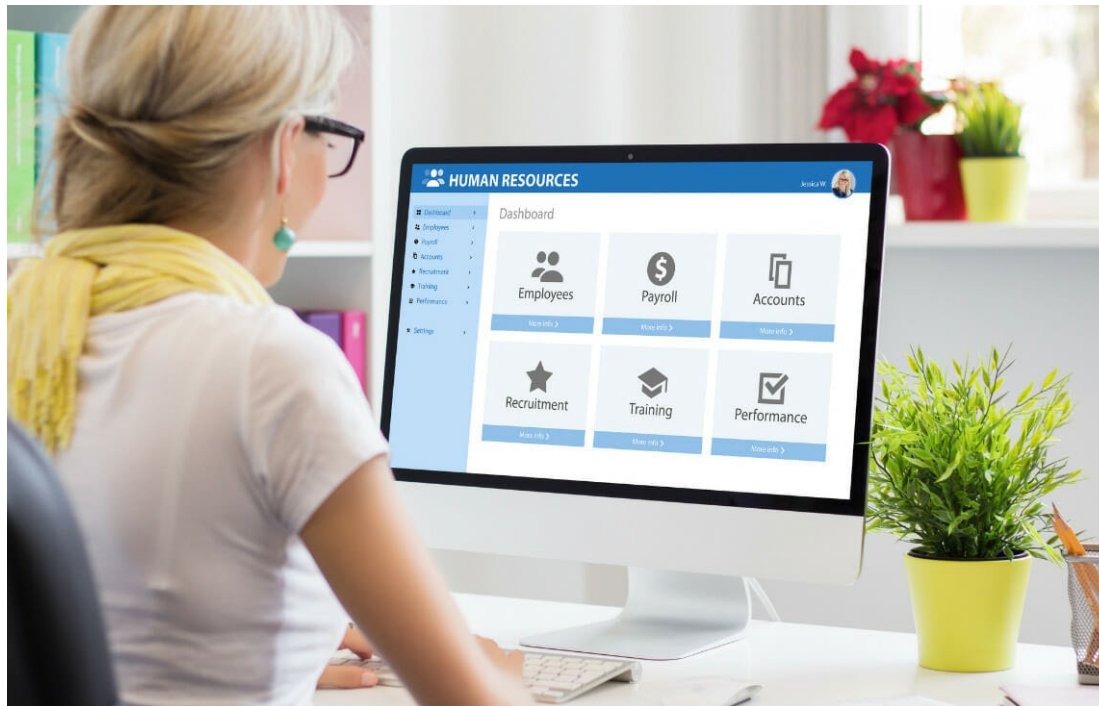 HUMAN RESOURCES
Jessica W.
Dashboard
Employees
Payroll
Accounts
Recruitment
Training
Performance
Settings
Dashboard
Employees
Payroll
Accounts
More info
More info
More info
Recruitment
Training
Performance
More info
More info
More info